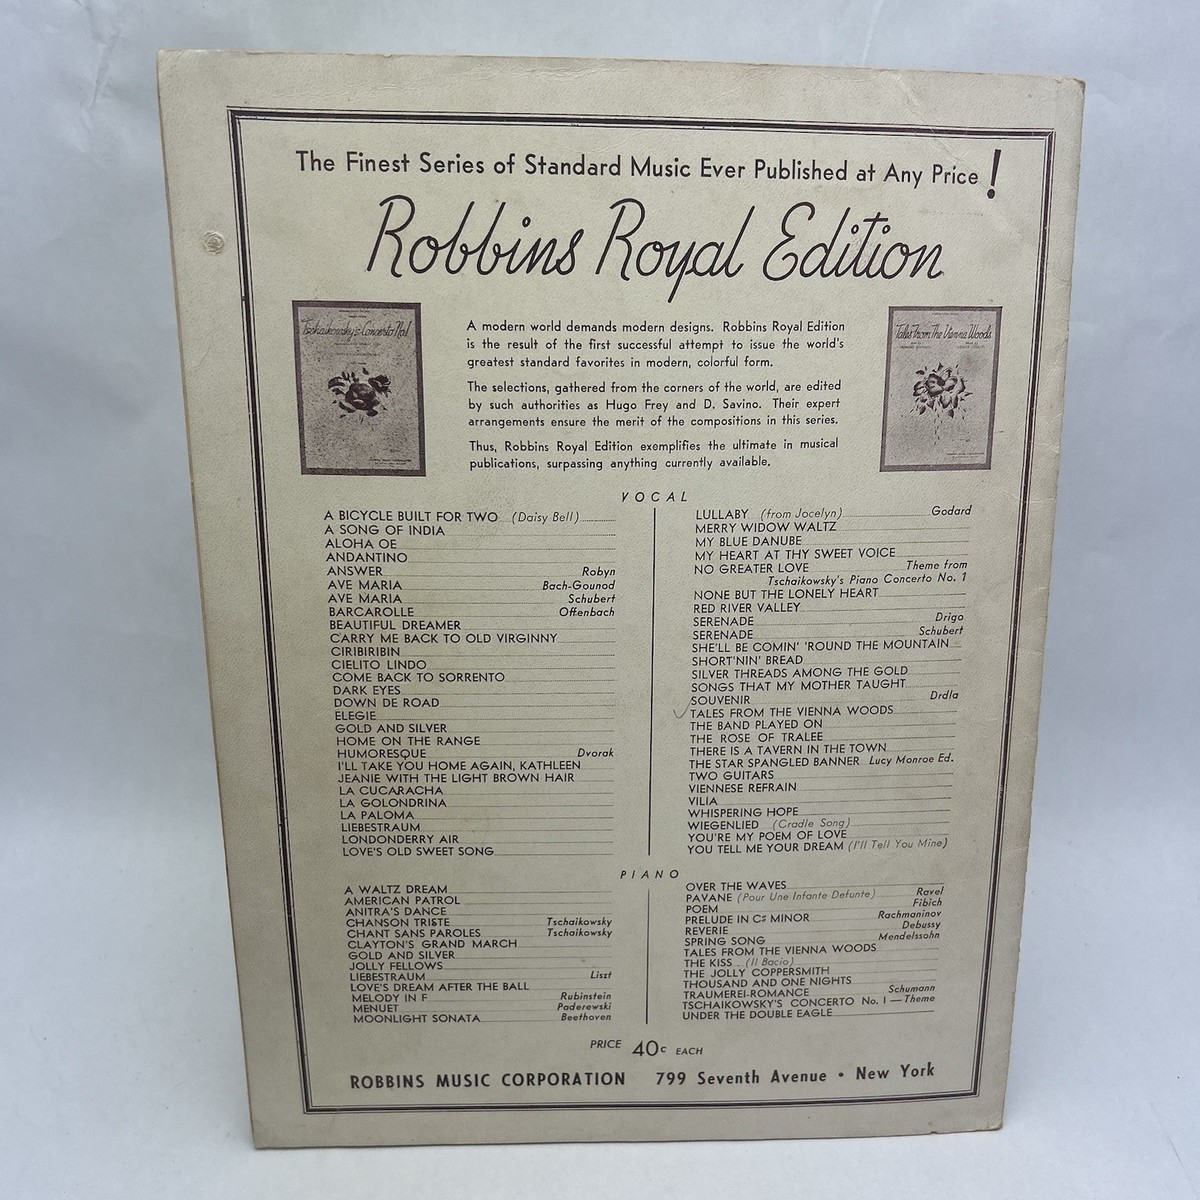 The Finest Series of Standard Music Ever Published at Any Price!
Robbins Royal Edition
Tschaikowsky's Concerto No. 1
Tales From The Vienna Woods
A modern world demands modern designs. Robbins Royal Edition
is the result of the first successful attempt to issue the world's
greatest standard favorites in modern, colorful form.
The selections, gathered from the corners of the world, are edited
by such authorities as Hugo Frey and D. Savino. Their expert
arrangements ensure the merit of the compositions in this series.
Thus, Robbins Royal Edition exemplifies the ultimate in musical
publications, surpassing anything currently available.
VOCAL
A BICYCLE BUILT FOR TWO (Daisy Bell)
A SONG OF INDIA
ALOHA OE
ANDANTINO
ANSWER Robyn
AVE MARIA Bach-Gounod
AVE MARIA Schubert
BARCAROLLE Offenbach
BEAUTIFUL DREAMER
CARRY ME BACK TO OLD VIRGINNY
CIRIBIRIBIN
CIELITO LINDO
COME BACK TO SORRENTO
DARK EYES
DOWN DE ROAD
ELEGIE
GOLD AND SILVER
HOME ON THE RANGE
HUMORESQUE Dvorak
I'LL TAKE YOU HOME AGAIN, KATHLEEN
JEANIE WITH THE LIGHT BROWN HAIR
LA CUCARACHA
LA GOLONDRINA
LA PALOMA
LIEBESTRAUM
LONDONDERRY AIR
LOVE'S OLD SWEET SONG
LULLABY (from Jocelyn) Godard
MERRY WIDOW WALTZ
MY BLUE DANUBE
MY HEART AT THY SWEET VOICE
NO GREATER LOVE Theme from
Tschaikowsky's Piano Concerto No. 1
NONE BUT THE LONELY HEART
RED RIVER VALLEY
SERENADE Drigo
SERENADE Schubert
SHE'LL BE COMIN' 'ROUND THE MOUNTAIN
SHORT'NIN' BREAD
SILVER THREADS AMONG THE GOLD
SONGS THAT MY MOTHER TAUGHT
SOUVENIR Drdla
TALES FROM THE VIENNA WOODS
THE BAND PLAYED ON
THE ROSE OF TRALEE
THERE IS A TAVERN IN THE TOWN
THE STAR SPANGLED BANNER Lucy Monroe Ed.
TWO GUITARS
VIENNESE REFRAIN
VILIA
WHISPERING HOPE
WIEGENLIED (Cradle Song)
YOU'RE MY POEM OF LOVE
YOU TELL ME YOUR DREAM (I'll Tell You Mine)
PIANO
A WALTZ DREAM
AMERICAN PATROL
ANITRA'S DANCE
CHANSON TRISTE Tschaikowsky
CHANT SANS PAROLES Tschaikowsky
CLAYTON'S GRAND MARCH
GOLD AND SILVER
JOLLY FELLOWS
LIEBESTRAUM Liszt
LOVE'S DREAM AFTER THE BALL
MELODY IN F Rubinstein
MENUET Paderewski
MOONLIGHT SONATA Beethoven
OVER THE WAVES
PAVANE (Pour Une Infante Defunte) Ravel
POEM Fibich
PRELUDE IN C♯ MINOR Rachmaninov
REVERIE Debussy
SPRING SONG Mendelssohn
TALES FROM THE VIENNA WOODS
THE KISS (Il Bacio)
THE JOLLY COPPERSMITH
THOUSAND AND ONE NIGHTS
TRAUMEREI-ROMANCE Schumann
TSCHAIKOWSKY'S CONCERTO No. 1—Theme
UNDER THE DOUBLE EAGLE
PRICE 40c EACH
ROBBINS MUSIC CORPORATION 799 Seventh Avenue • New York